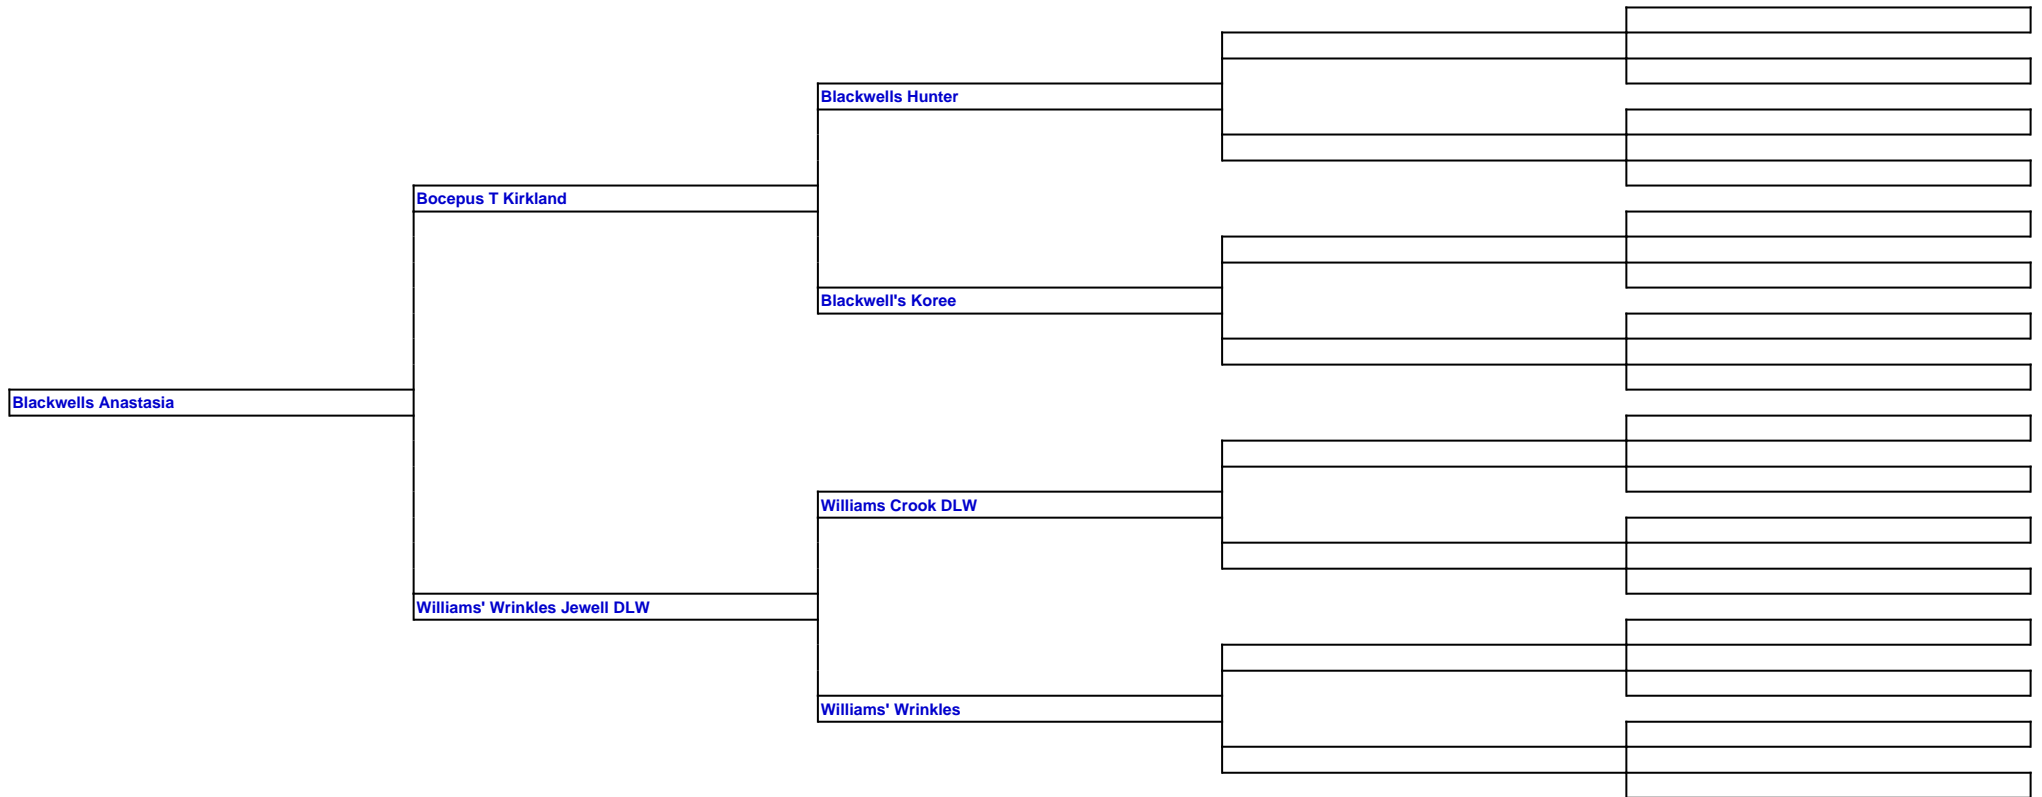 Blackwells Hunter
Bocepus T Kirkland
Blackwell's Koree
Blackwells Anastasia
Williams Crook DLW
Williams' Wrinkles Jewell DLW
Williams' Wrinkles